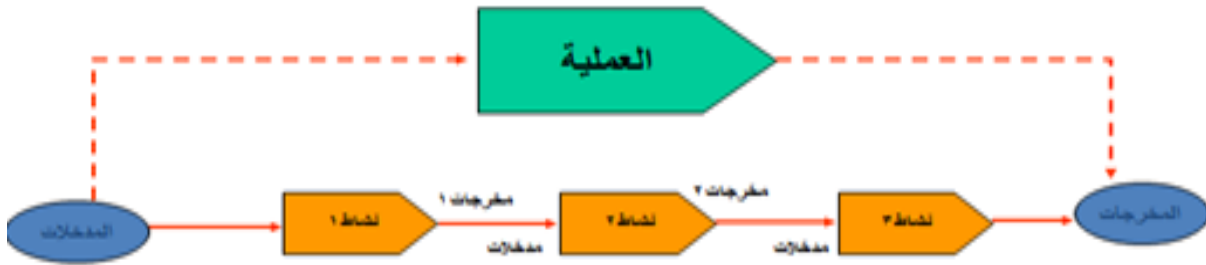 العملية
المدخلات
نشاط ١
مخرجات ١
مدخلات
نشاط ٢
مخرجات ٢
مدخلات
نشاط ٣
المخرجات